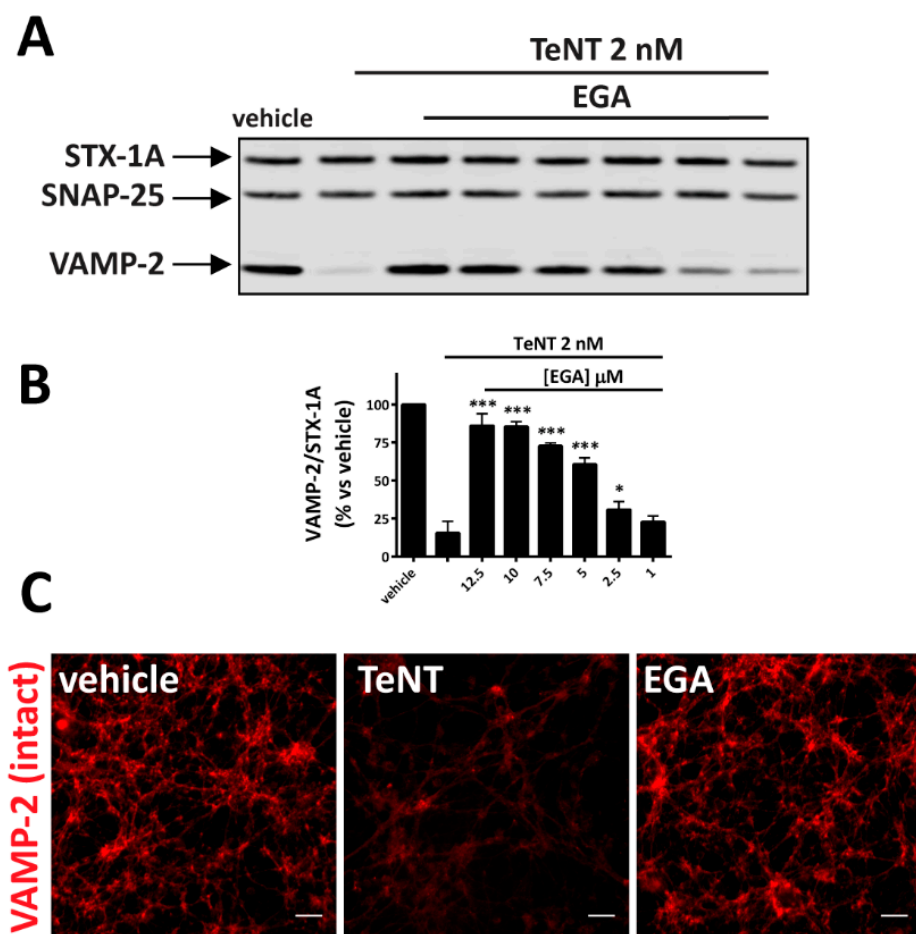 A
TeNT 2 nM
EGA
vehicle
STX-1A
SNAP-25
VAMP-2
B
TeNT 2 nM
[EGA] µM
VAMP-2/STX-1A
(% vs vehicle)
100
75
50
25
0
*** *** *** *** *
vehicle 12.5 10 7.5 5 2.5 1
C
VAMP-2 (intact)
vehicle TeNT EGA